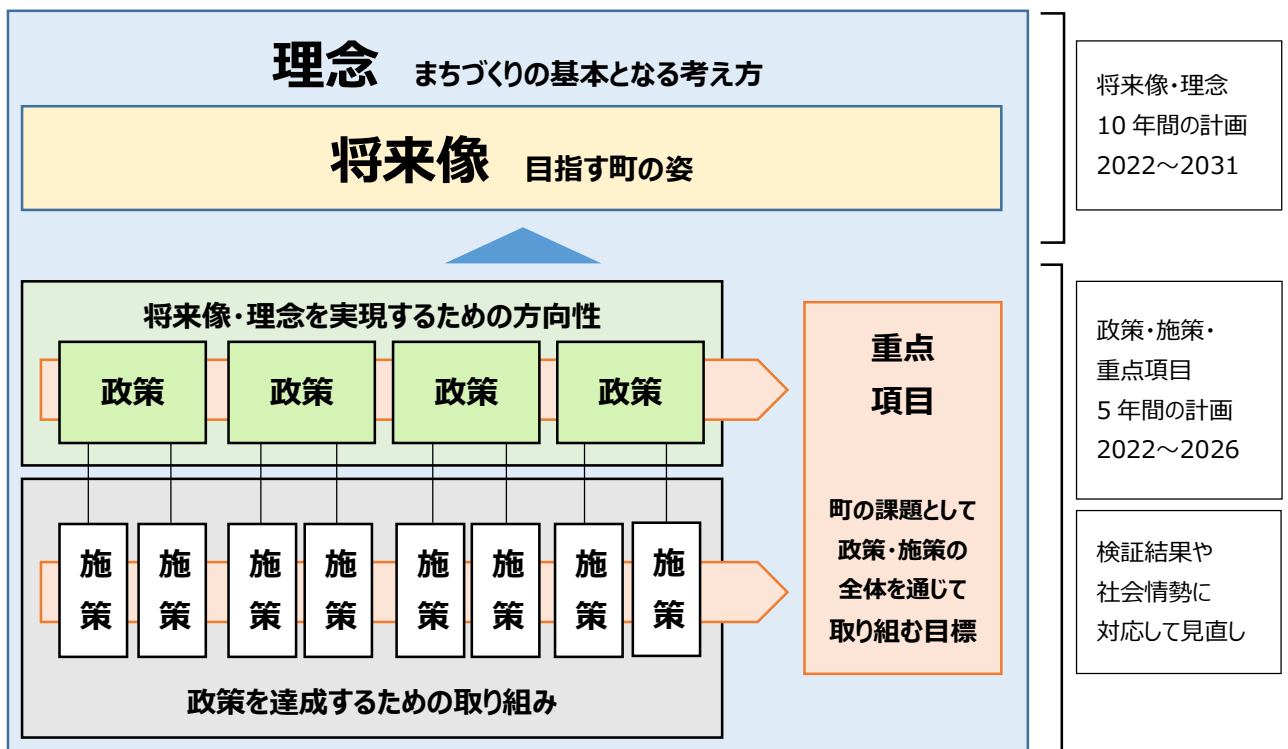 理念 まちづくりの基本となる考え方
将来像 目指す町の姿
将来像・理念を実現するための方向性
政策 政策 政策 政策
施策 施策 施策 施策 施策 施策 施策 施策
政策を達成するための取り組み
重点
項目
町の課題として
政策・施策の
全体を通じて
取り組む目標
将来像・理念
10 年間の計画
2022～2031
政策・施策・
重点項目
5 年間の計画
2022～2026
検証結果や
社会情勢に
対応して見直し